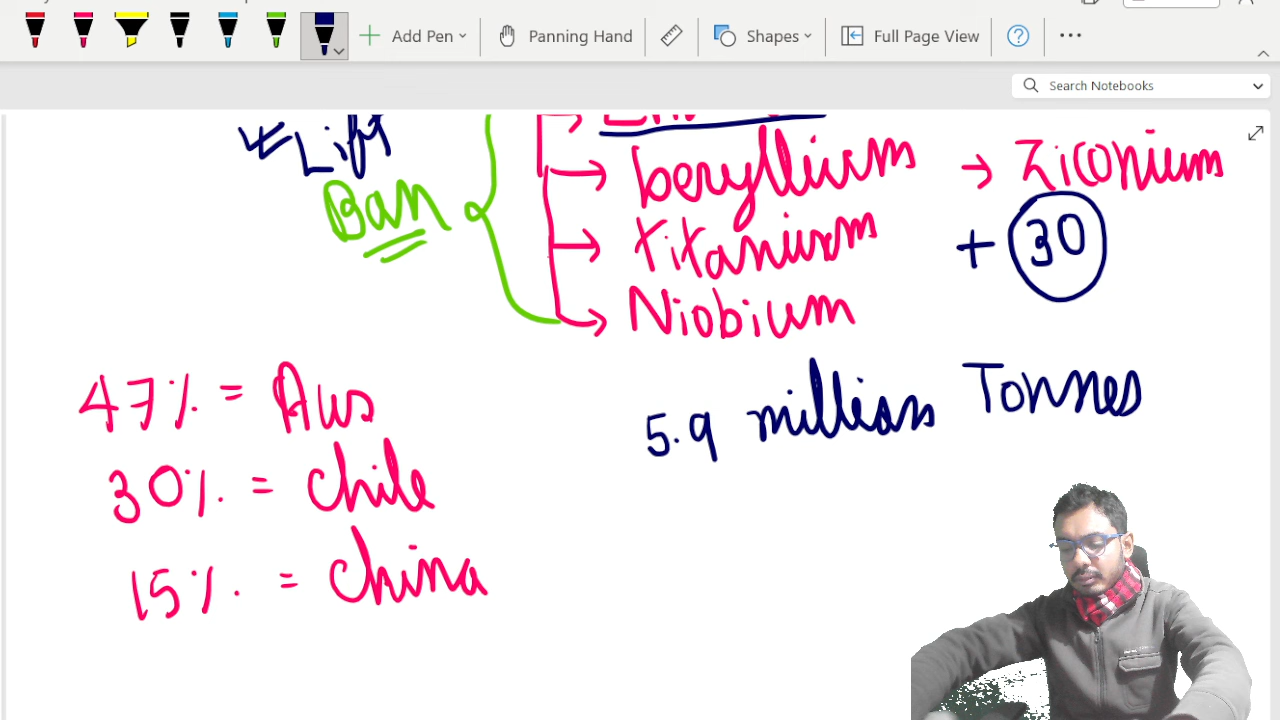 Add Pen
Panning Hand
Shapes
Full Page View
Search Notebooks
Lift
Ban
beryllium → Ziconium
titanium + 30
Niobium
47% = Aus
5.9 million Tonnes
30% = Chile
15% = China